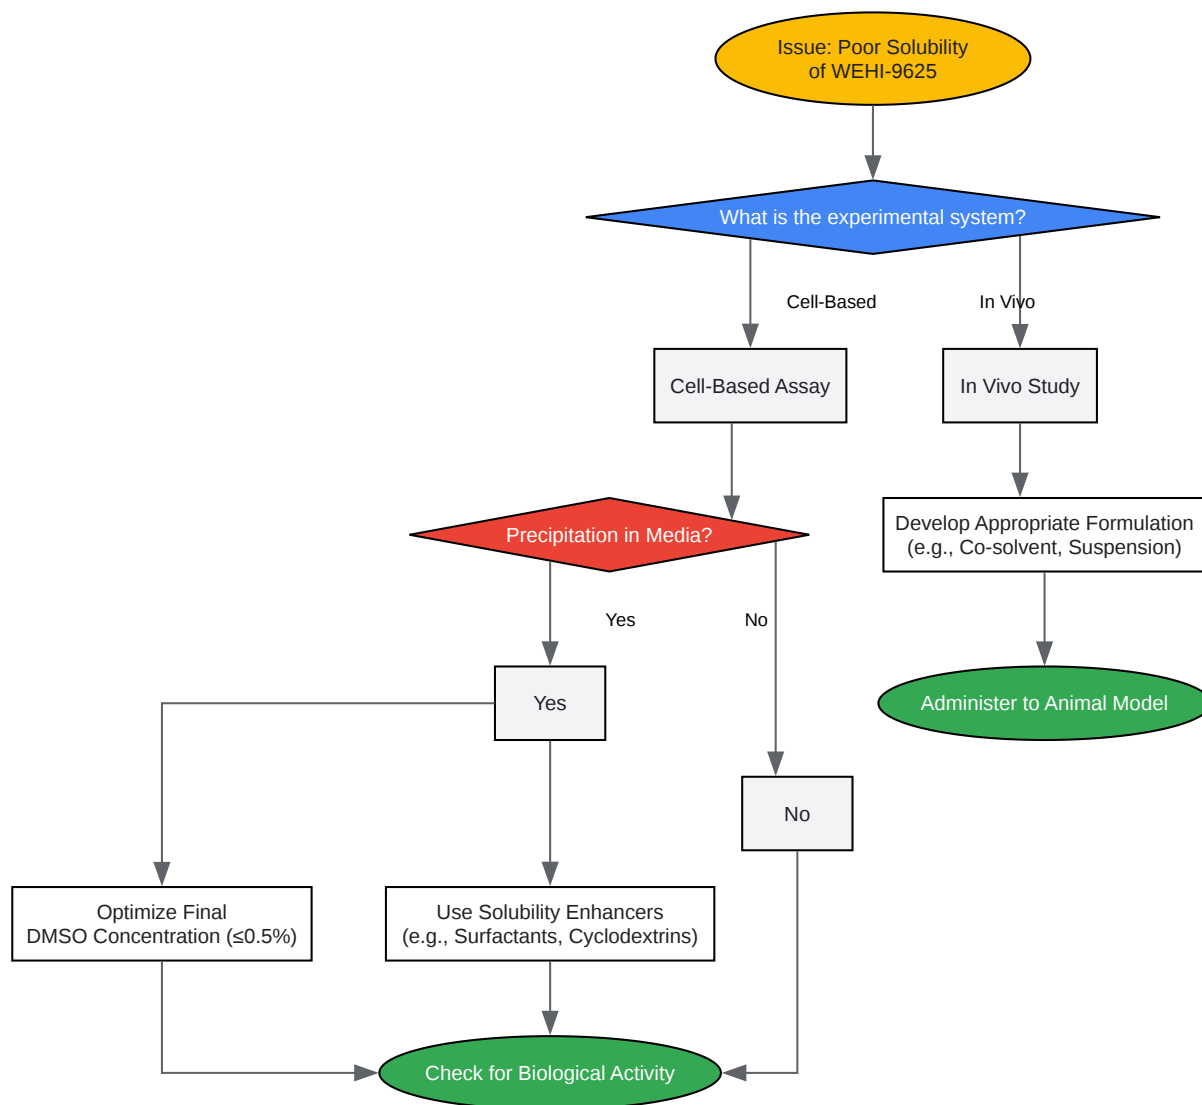 Issue: Poor Solubility
of WEHI-9625
What is the experimental system?
Cell-Based
In Vivo
Cell-Based Assay
In Vivo Study
Precipitation in Media?
Develop Appropriate Formulation
(e.g., Co-solvent, Suspension)
Yes
No
Yes
Administer to Animal Model
No
Optimize Final
DMSO Concentration (≤0.5%)
Use Solubility Enhancers
(e.g., Surfactants, Cyclodextrins)
Check for Biological Activity